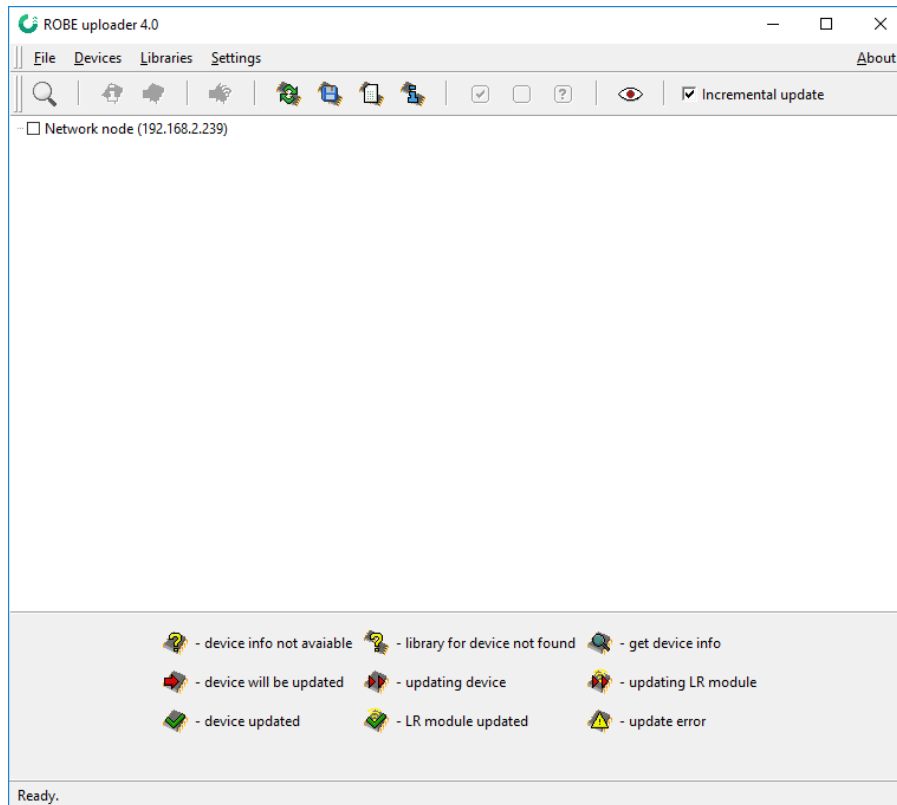 ROBE uploader 4.0
File Devices Libraries Settings About
Incremental update
Network node (192.168.2.239)
- device info not avaiable - library for device not found - get device info
- device will be updated - updating device - updating LR module
- device updated - LR module updated - update error
Ready.